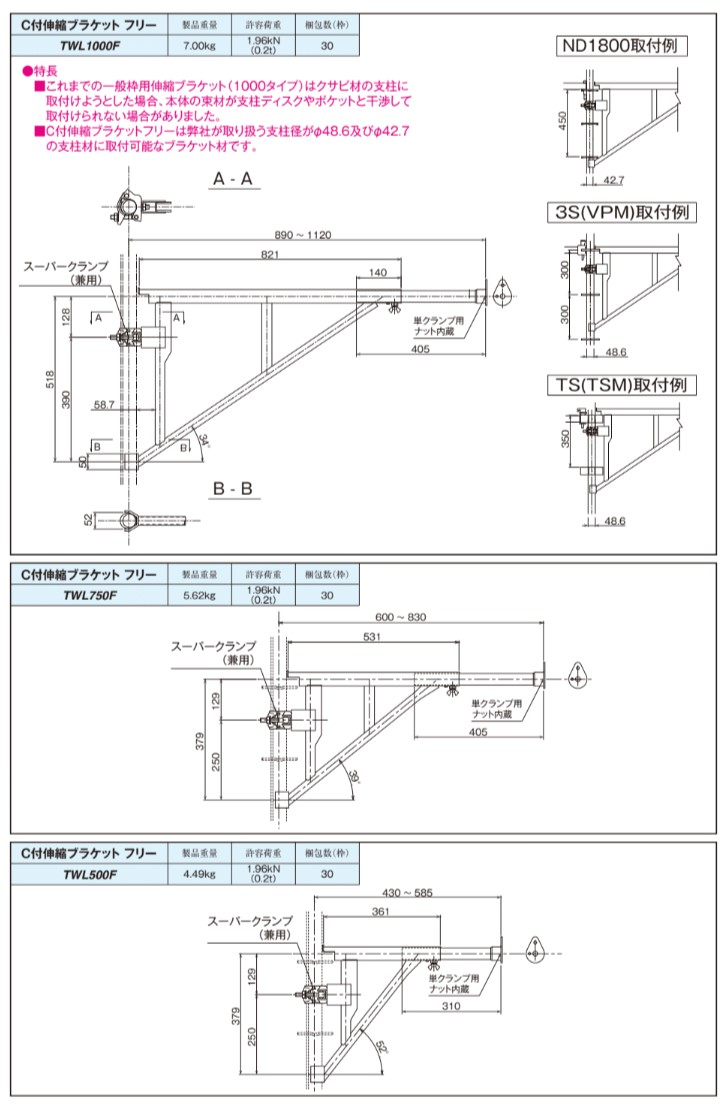 C付伸縮ブラケット フリー 製品重量 許容荷重 梱包数(枠)
TWL1000F 7.00kg 1.96kN (0.2t) 30
●特長
■これまでの一般枠用伸縮ブラケット(1000タイプ)はクサビ材の支柱に
取付けようとした場合、本体の束材が支柱ディスクやポケットと干渉して
取付けられない場合がありました。
■C付伸縮ブラケットフリーは弊社が取り扱う支柱径がφ48.6及びφ42.7
の支柱材に取付可能なブラケット材です。
A - A
890 ~ 1120
821
140
スーパークランプ
(兼用)
128
A
A
単クランプ用
ナット内蔵
405
518
390
58.7
34°
B
B
50
B - B
52
ND1800取付例
450
42.7
3S(VPM)取付例
300
300
48.6
TS(TSM)取付例
350
48.6
C付伸縮ブラケット フリー 製品重量 許容荷重 梱包数(枠)
TWL750F 5.62kg 1.96kN (0.2t) 30
600 ~ 830
531
スーパークランプ
(兼用)
129
単クランプ用
ナット内蔵
405
379
250
39°
C付伸縮ブラケット フリー 製品重量 許容荷重 梱包数(枠)
TWL500F 4.49kg 1.96kN (0.2t) 30
430 ~ 585
361
スーパークランプ
(兼用)
129
単クランプ用
ナット内蔵
310
379
250
52°